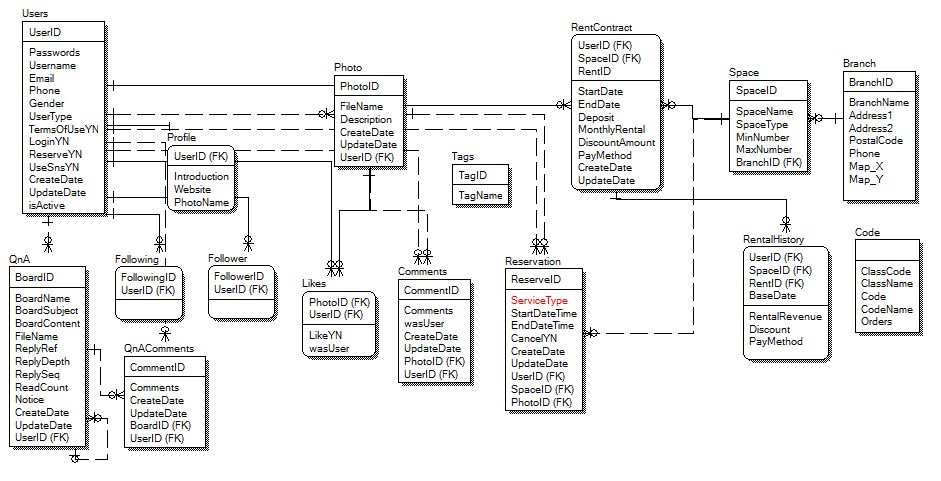 Users
UserID
Passwords
Username
Email
Phone
Gender
UserType
TermsOfUseYN
LoginYN
ReserveYN
UseSnsYN
CreateDate
UpdateDate
isActive
Profile
UserID (FK)
Introduction
Website
PhotoName
Photo
PhotoID
FileName
Description
CreateDate
UpdateDate
UserID (FK)
Tags
TagID
TagName
RentContract
UserID (FK)
SpaceID (FK)
RentID
StartDate
EndDate
Deposit
MonthlyRental
DiscountAmount
PayMethod
CreateDate
UpdateDate
Space
SpaceID
SpaceName
SpaceType
MinNumber
MaxNumber
BranchID (FK)
Branch
BranchID
BranchName
Address1
Address2
PostalCode
Phone
Map_X
Map_Y
QnA
BoardID
BoardName
BoardSubject
BoardContent
FileName
ReplyRef
ReplyDepth
ReplySeq
ReadCount
Notice
CreateDate
UpdateDate
UserID (FK)
Following
FollowingID
UserID (FK)
Follower
FollowerID
UserID (FK)
QnAComments
CommentID
Comments
CreateDate
UpdateDate
BoardID (FK)
UserID (FK)
Likes
PhotoID (FK)
UserID (FK)
LikeYN
wasUser
Comments
CommentID
Comments
wasUser
CreateDate
UpdateDate
PhotoID (FK)
UserID (FK)
Reservation
ReserveID
ServiceType
StartDateTime
EndDateTime
CancelYN
CreateDate
UpdateDate
UserID (FK)
SpaceID (FK)
PhotoID (FK)
RentalHistory
UserID (FK)
SpaceID (FK)
RentID (FK)
BaseDate
RentalRevenue
Discount
PayMethod
Code
ClassCode
ClassName
Code
CodeName
Orders